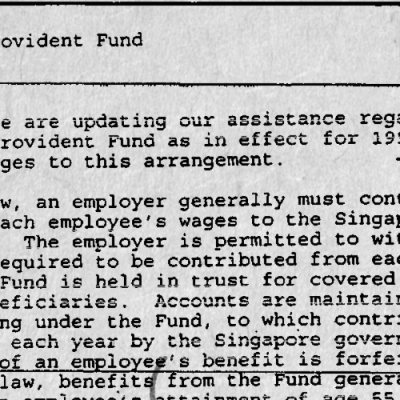 ovident Fund
e are updating our assistance rega
rovident Fund as in effect for 19
ges to this arrangement.
w, an employer generally must cont
ach employee's wages to the Singap
The employer is permitted to wit
equired to be contributed from eac
Fund is held in trust for covered
eficiaries. Accounts are maintain
ng under the Fund, to which contri
each year by the Singapore govern
of an employee's benefit is forfei
law, benefits from the Fund genera
employee's attainment of age 55